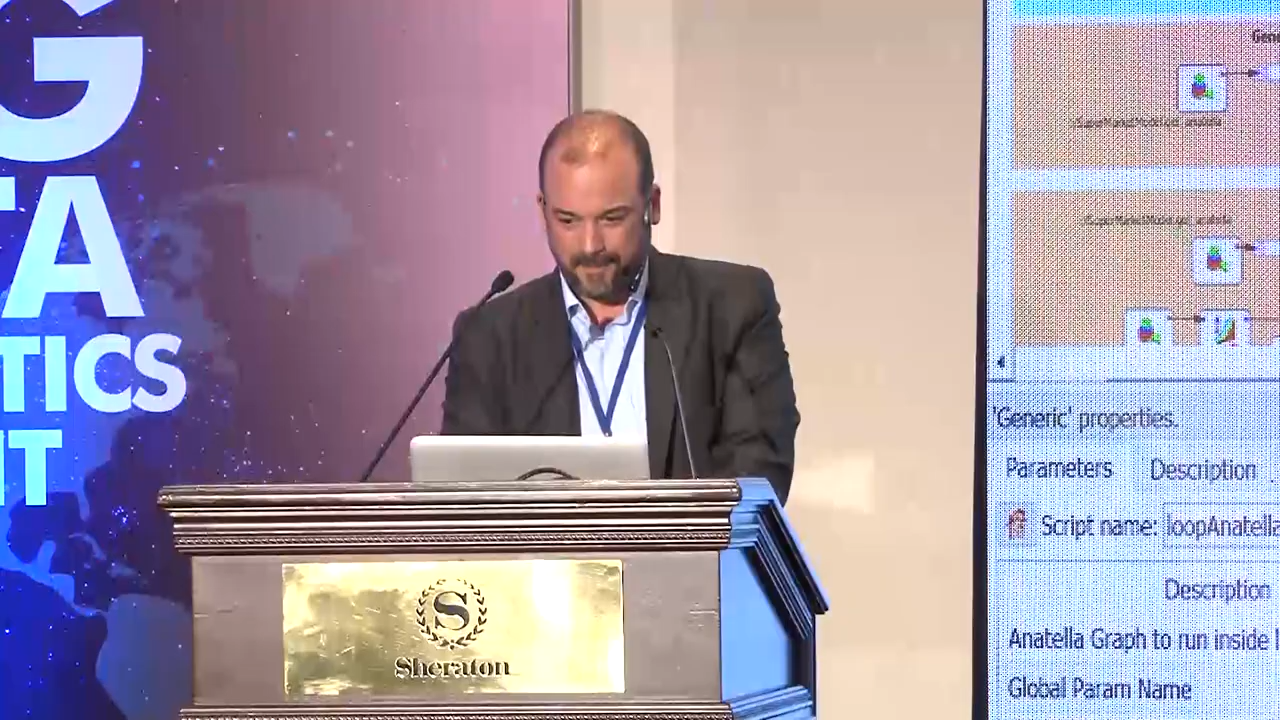 G
TA
TICS
IT
S
Sheraton
Gene
'Generic' properties.
Parameters Description
Script name: loopAnatella
Description
Anatella Graph to run inside
Global Param Name